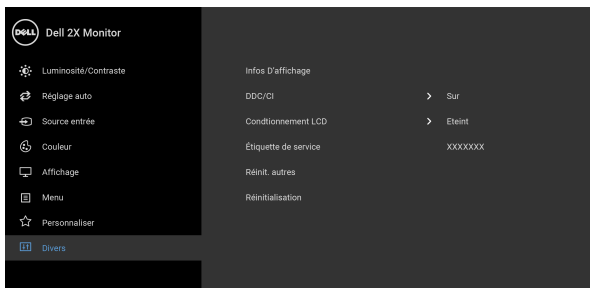 DELL Dell 2X Monitor
Luminosité/Contraste
Réglage auto
Source entrée
Couleur
Affichage
Menu
Personnaliser
Divers
Infos D'affichage
DDC/CI > Sur
Condtionnement LCD > Eteint
Étiquette de service XXXXXXX
Réinit. autres
Réinitialisation